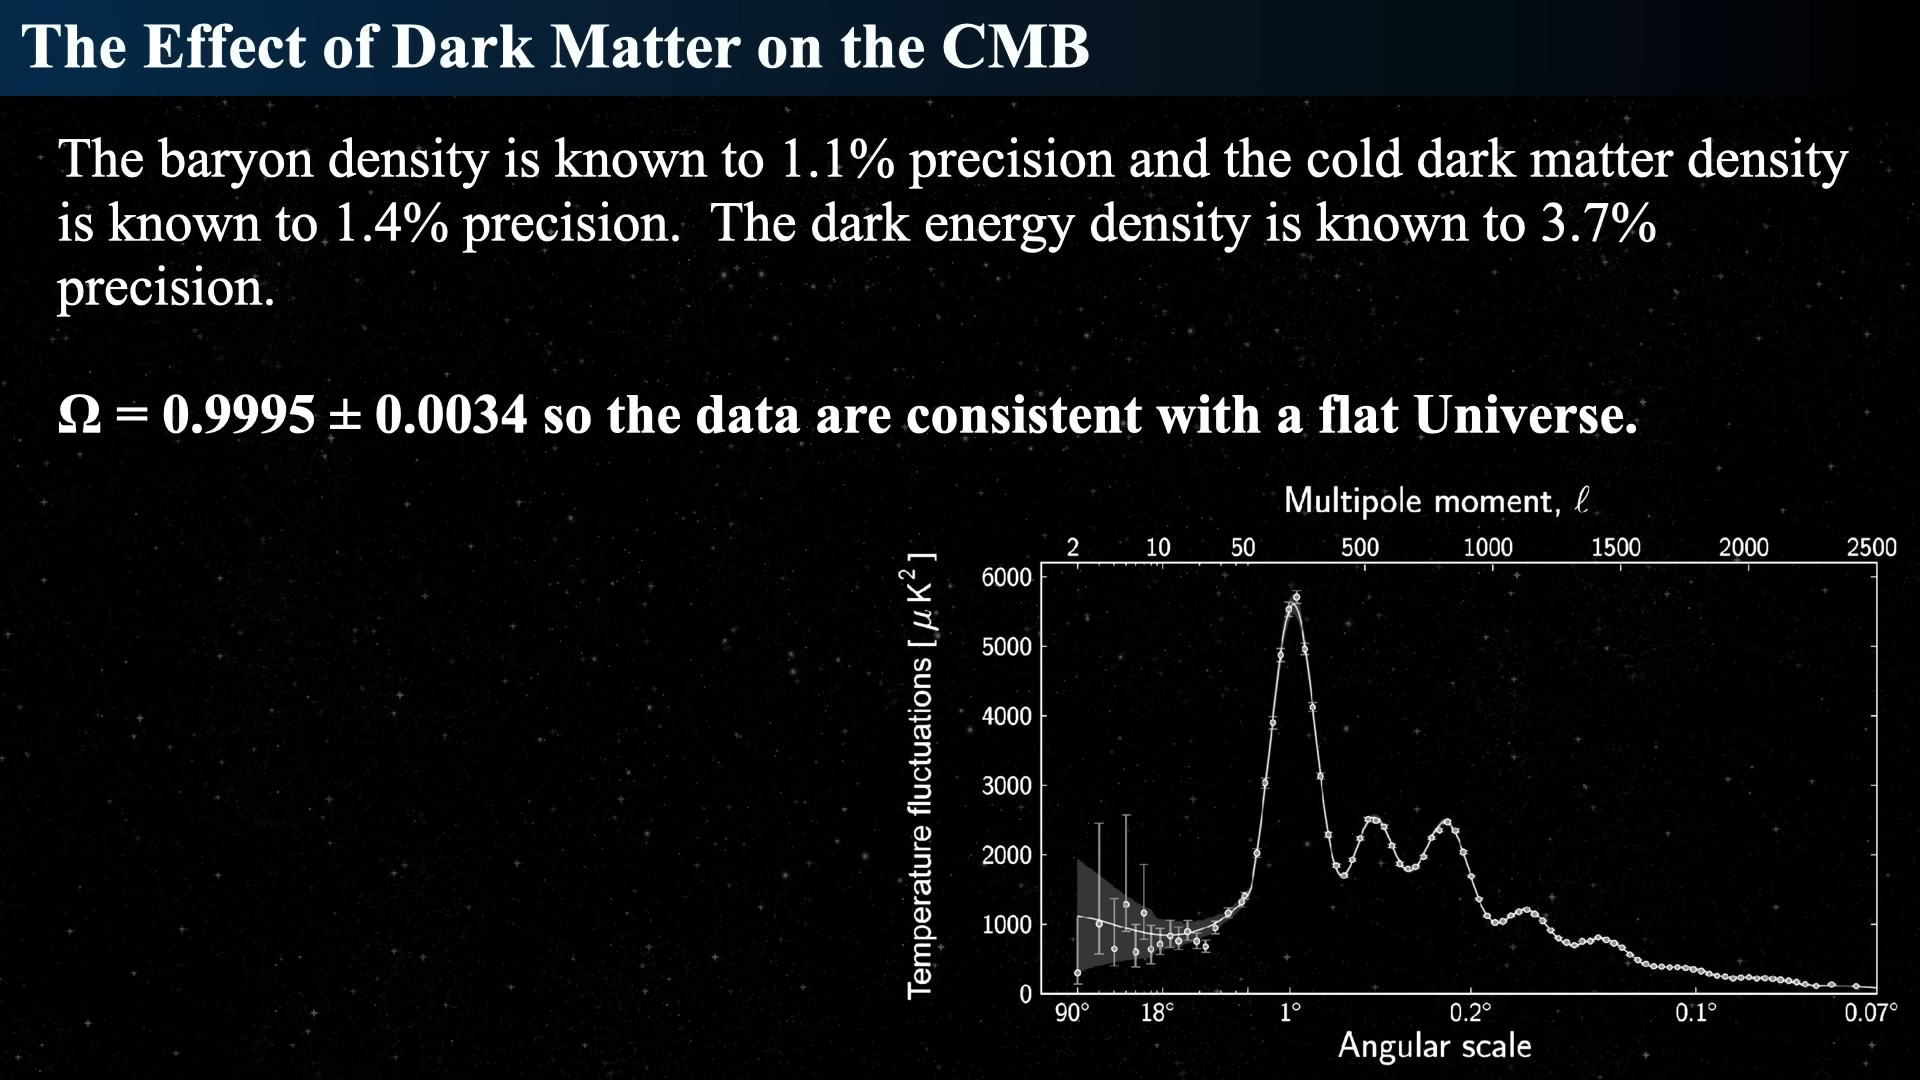 The Effect of Dark Matter on the CMB
The baryon density is known to 1.1% precision and the cold dark matter density
is known to 1.4% precision. The dark energy density is known to 3.7%
precision.
Ω = 0.9995 ± 0.0034 so the data are consistent with a flat Universe.
Multipole moment, ℓ
2 10 50 500 1000 1500 2000 2500
Temperature fluctuations [ μ K²]
6000
5000
4000
3000
2000
1000
0
90° 18° 1° 0.2° 0.1° 0.07°
Angular scale